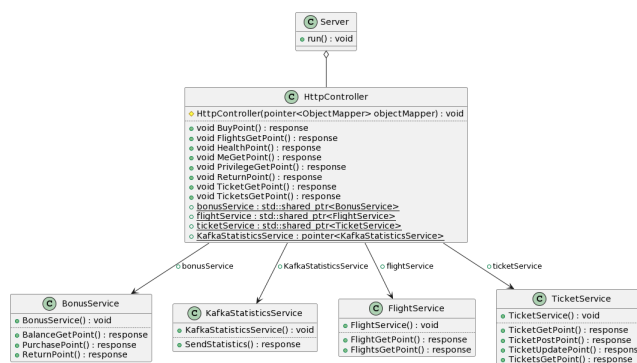 C Server
run() : void
C HttpController
HttpController(pointer<ObjectMapper> objectMapper) : void
void BuyPoint() : response
void FlightsGetPoint() : response
void HealthPoint() : response
void MeGetPoint() : response
void PrivilegeGetPoint() : response
void ReturnPoint() : response
void TicketGetPoint() : response
void TicketsGetPoint() : response
bonusService : std::shared_ptr<BonusService>
flightService : std::shared_ptr<FlightService>
ticketService : std::shared_ptr<TicketService>
KafkaStatisticsService : pointer<KafkaStatisticsService>
bonusService
KafkaStatisticsService
flightService
ticketService
C BonusService
BonusService() : void
BalanceGetPoint() : response
PurchasePoint() : response
ReturnPoint() : response
C KafkaStatisticsService
KafkaStatisticsService() : void
SendStatistics() : response
C FlightService
FlightService() : void
FlightGetPoint() : response
FlightsGetPoint() : response
C TicketService
TicketService() : void
TicketGetPoint() : response
TicketPostPoint() : response
TicketUpdatePoint() : response
TicketsGetPoint() : response